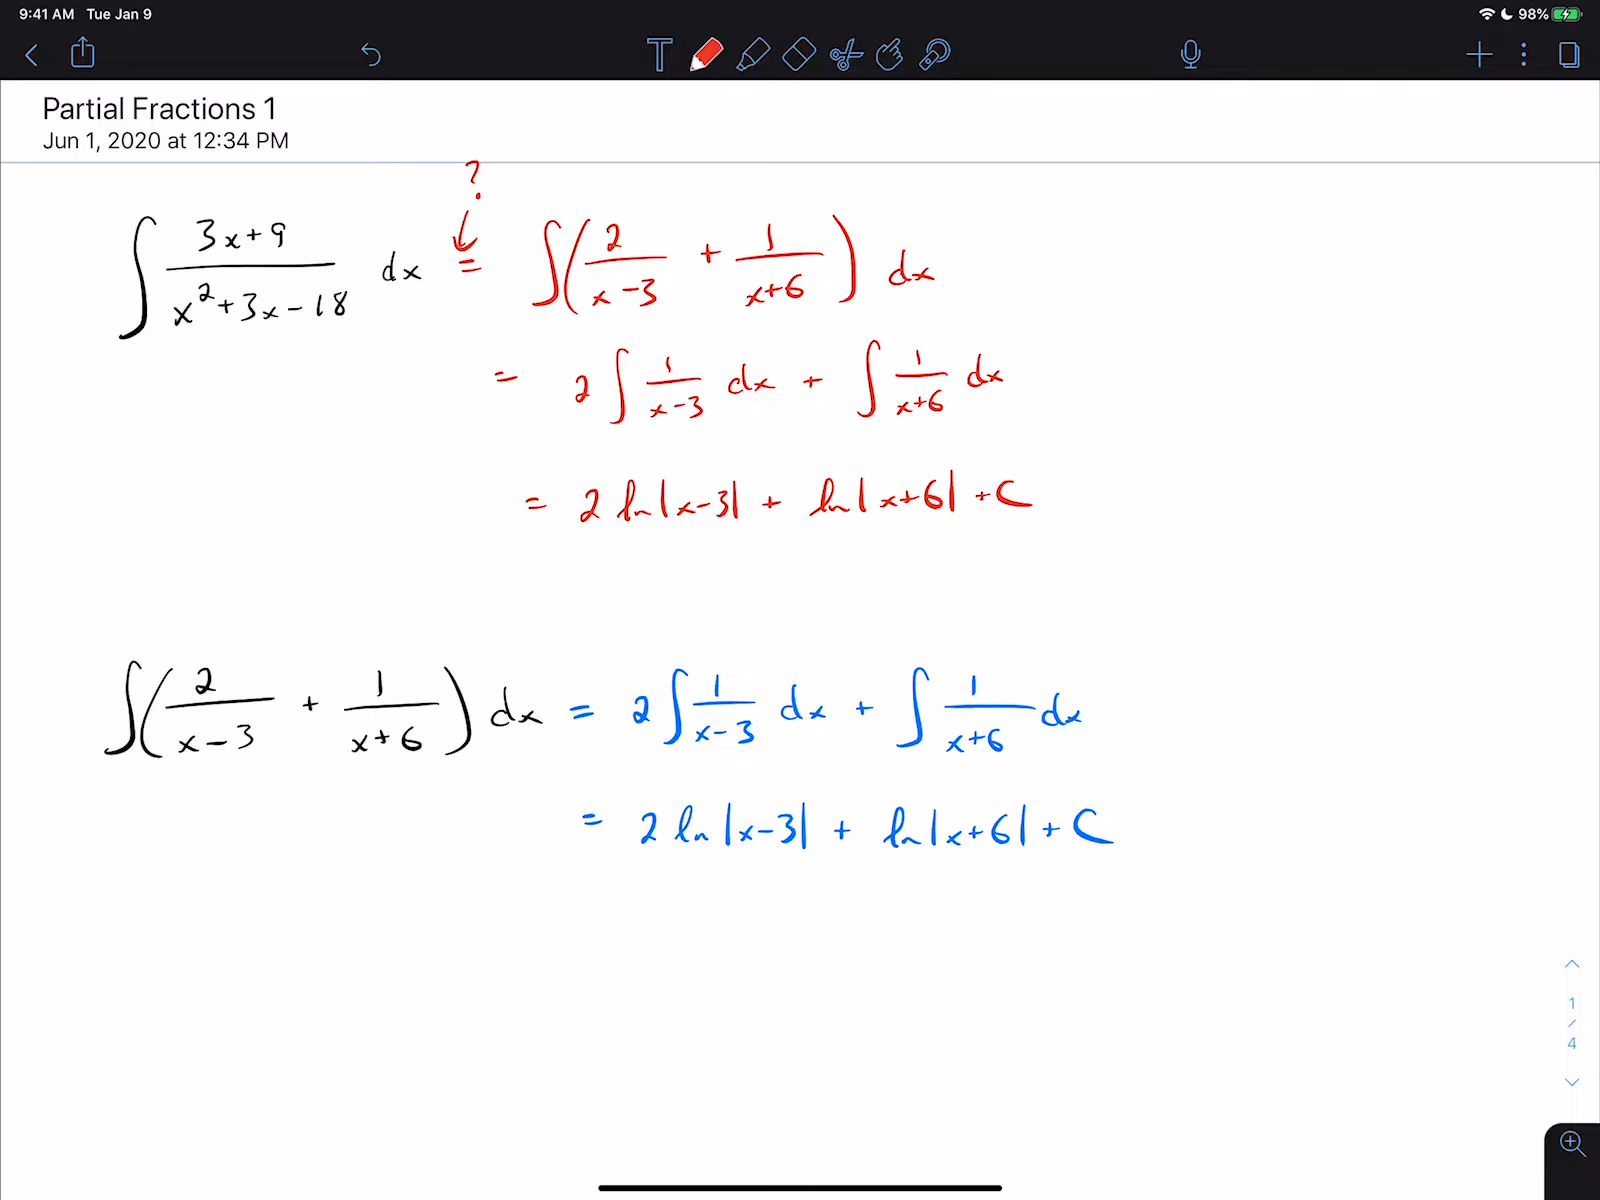 9:41 AM Tue Jan 9 98%
Partial Fractions 1
Jun 1, 2020 at 12:34 PM
?
∫ (3x+9)/(x²+3x-18) dx = ∫(2/(x-3) + 1/(x+6)) dx
= 2∫ 1/(x-3) dx + ∫ 1/(x+6) dx
= 2 ln|x-3| + ln|x+6| + C
∫(2/(x-3) + 1/(x+6)) dx = 2∫ 1/(x-3) dx + ∫ 1/(x+6) dx
= 2 ln|x-3| + ln|x+6| + C
1
/
4